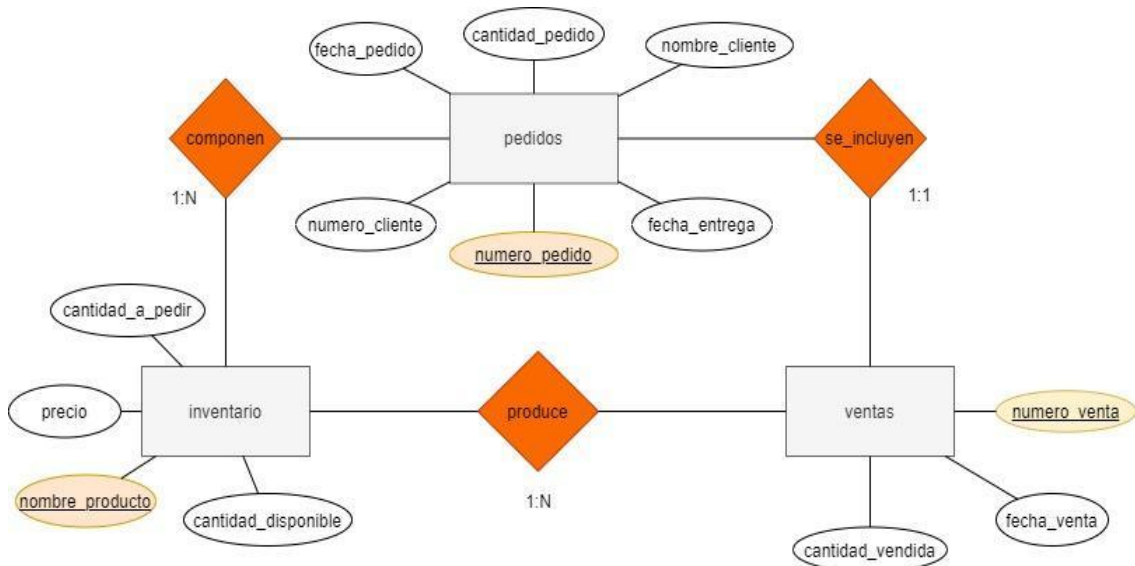 cantidad_pedido
fecha_pedido
nombre_cliente
componen
pedidos
se_incluyen
1:N
1:1
numero_cliente
fecha_entrega
numero_pedido
cantidad_a_pedir
precio
inventario
produce
ventas
numero_venta
nombre_producto
cantidad_disponible
1:N
fecha_venta
cantidad_vendida